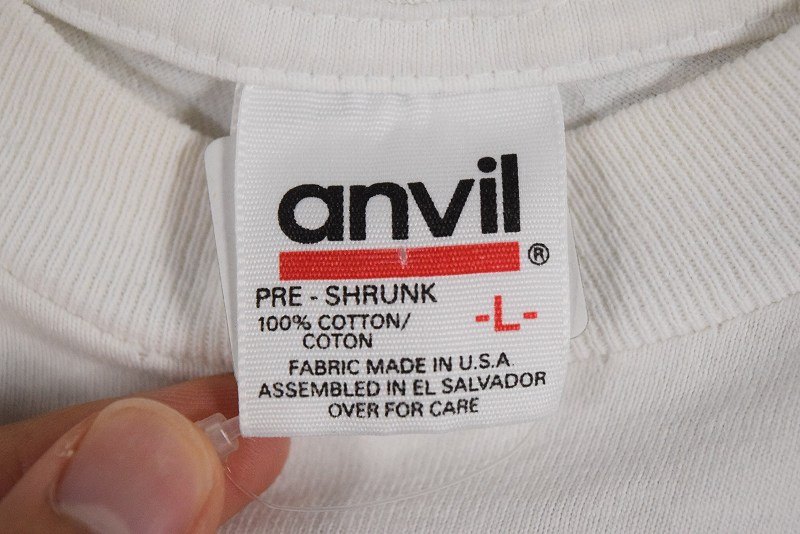 anvil
®
PRE - SHRUNK
-L-
100% COTTON/
COTON
FABRIC MADE IN U.S.A
ASSEMBLED IN EL SALVADOR
OVER FOR CARE